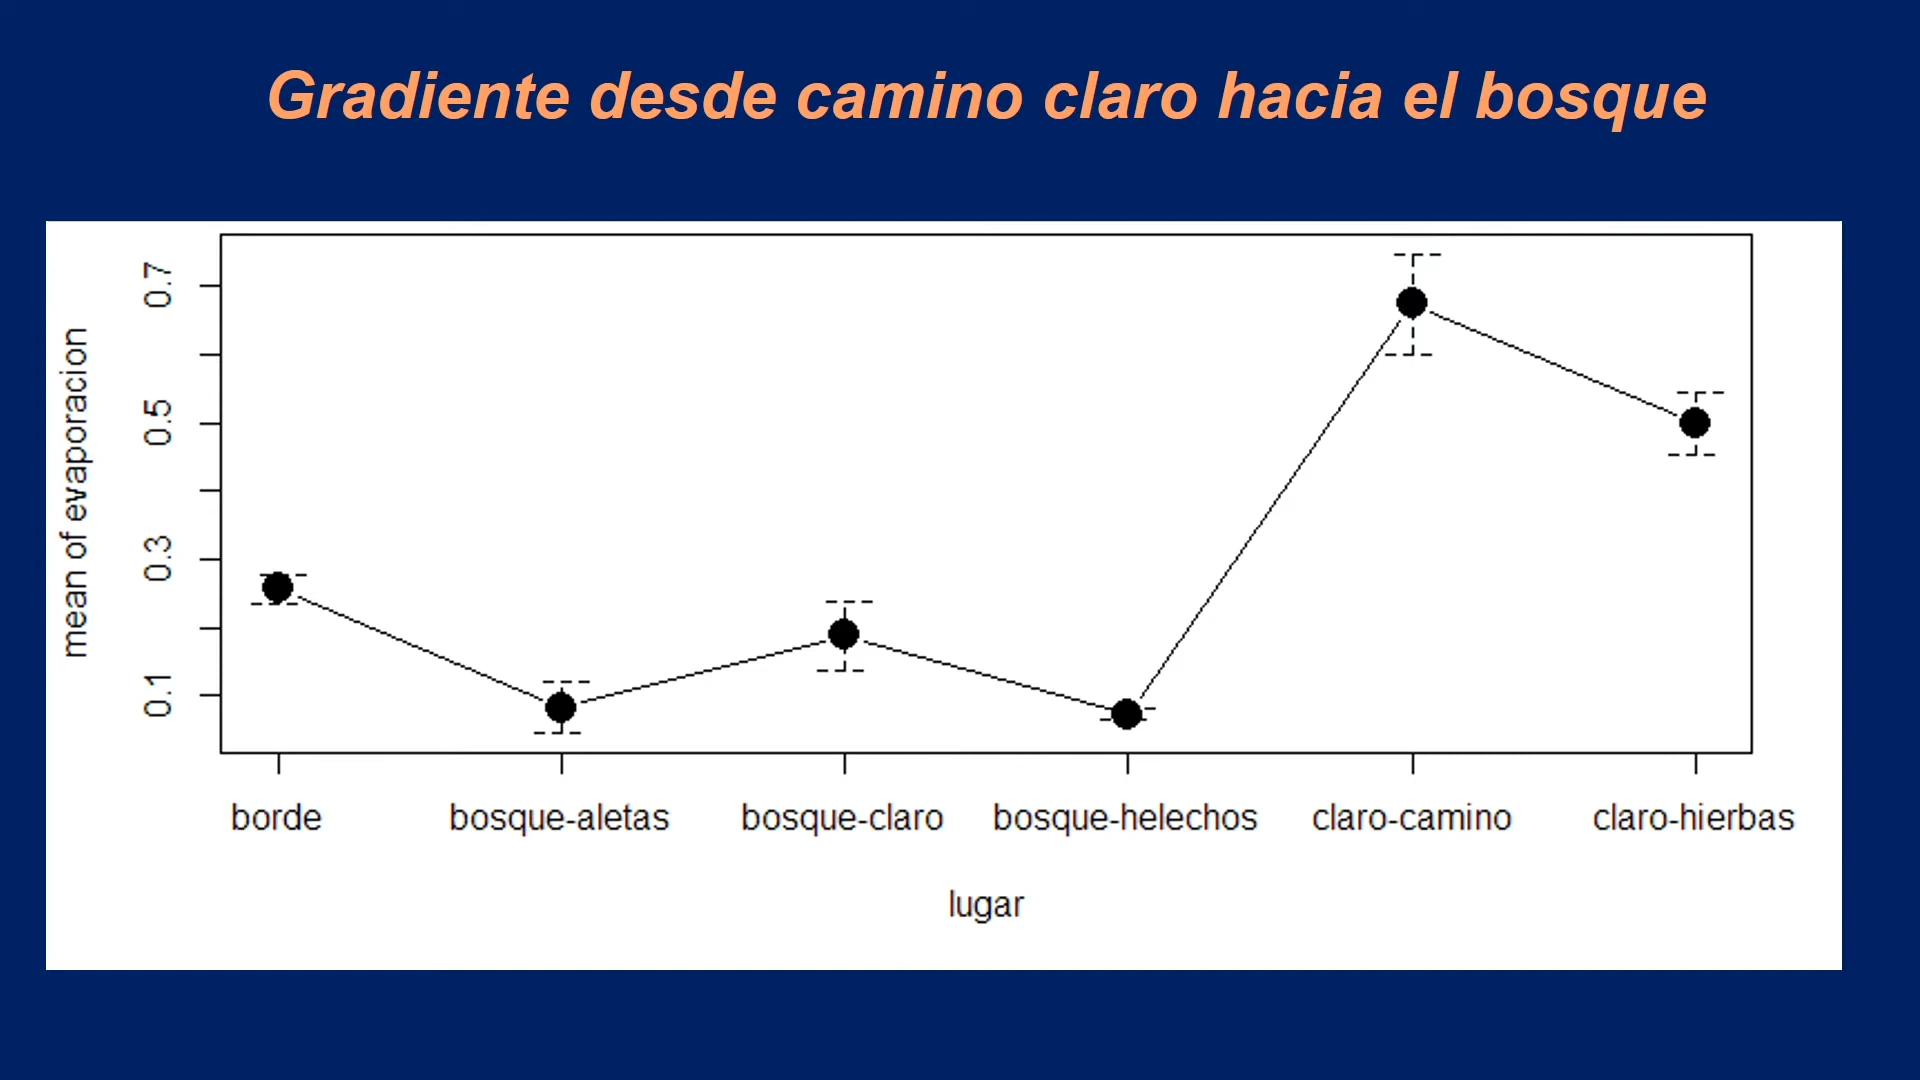 Gradiente desde camino claro hacia el bosque
mean of evaporacion
0.7
0.5
0.3
0.1
borde bosque-aletas bosque-claro bosque-helechos claro-camino claro-hierbas
lugar